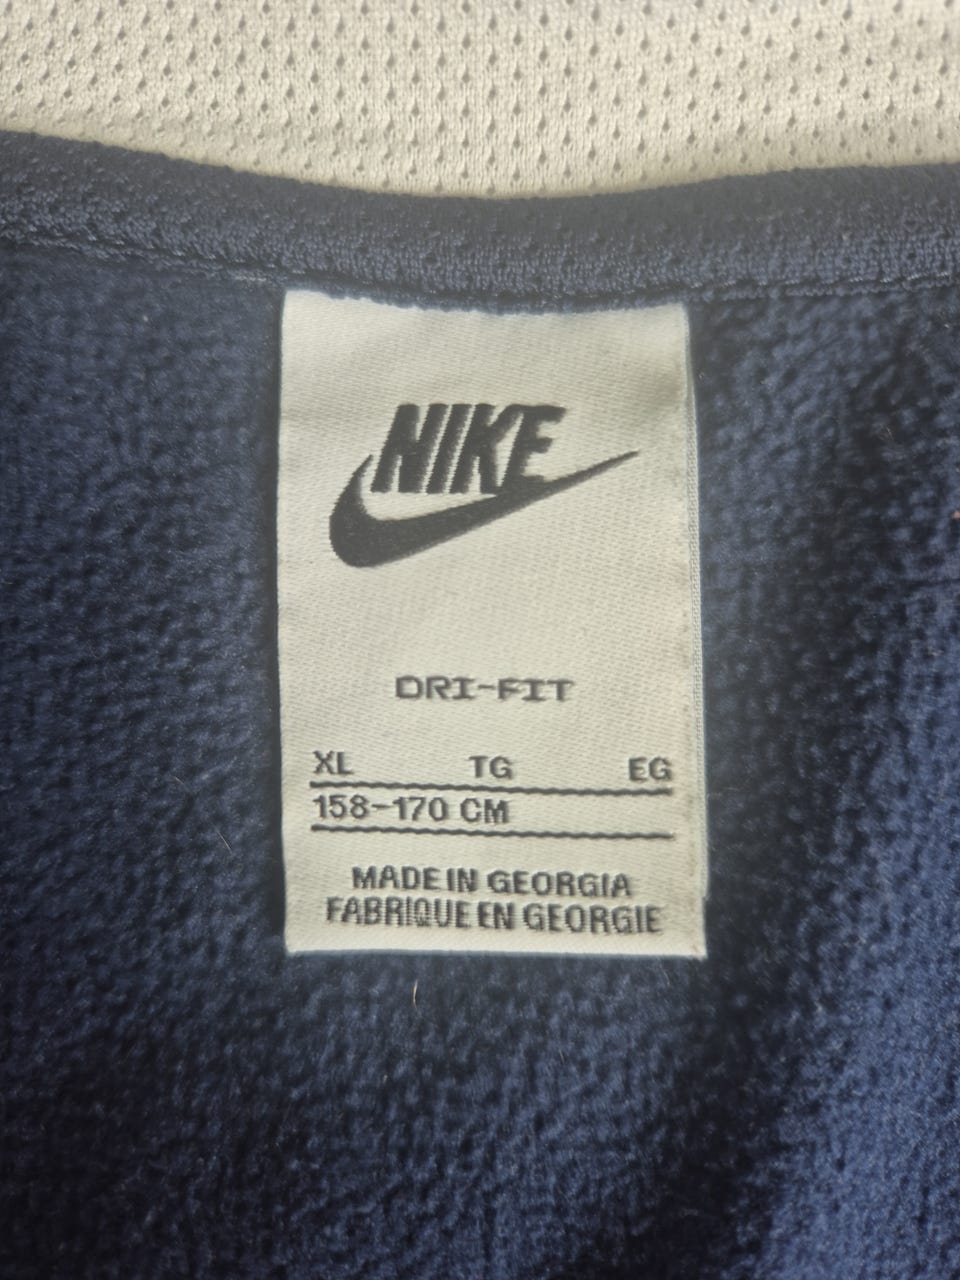 NIKE
DRI-FIT
XL TG EG
158-170 CM
MADE IN GEORGIA
FABRIQUE EN GEORGIE